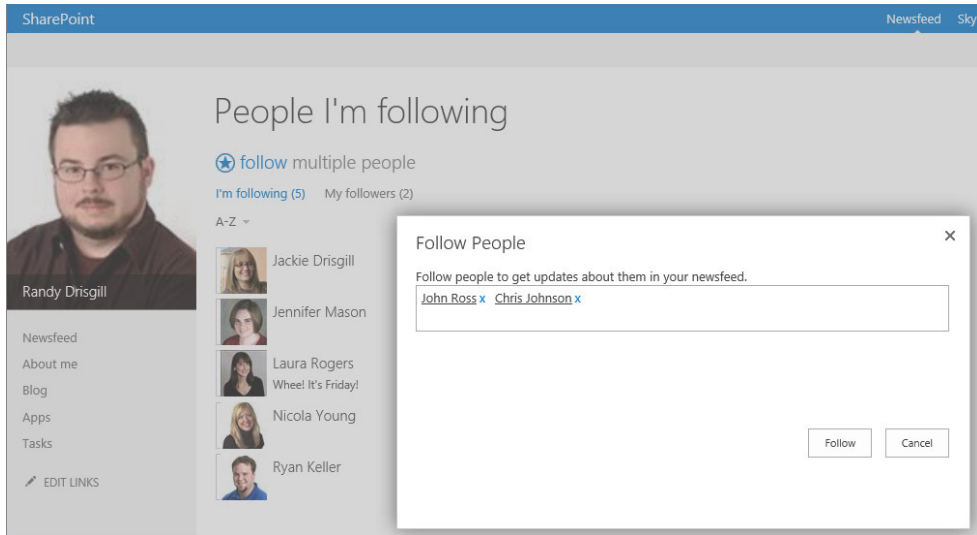 SharePoint
Newsfeed Sky
People I'm following
follow multiple people
I'm following (5) My followers (2)
A-Z
Jackie Drisgill
Jennifer Mason
Laura Rogers
Whee! It's Friday!
Nicola Young
Ryan Keller
Randy Drisgill
Newsfeed
About me
Blog
Apps
Tasks
EDIT LINKS
Follow People
Follow people to get updates about them in your newsfeed.
John Ross x Chris Johnson x
Follow Cancel